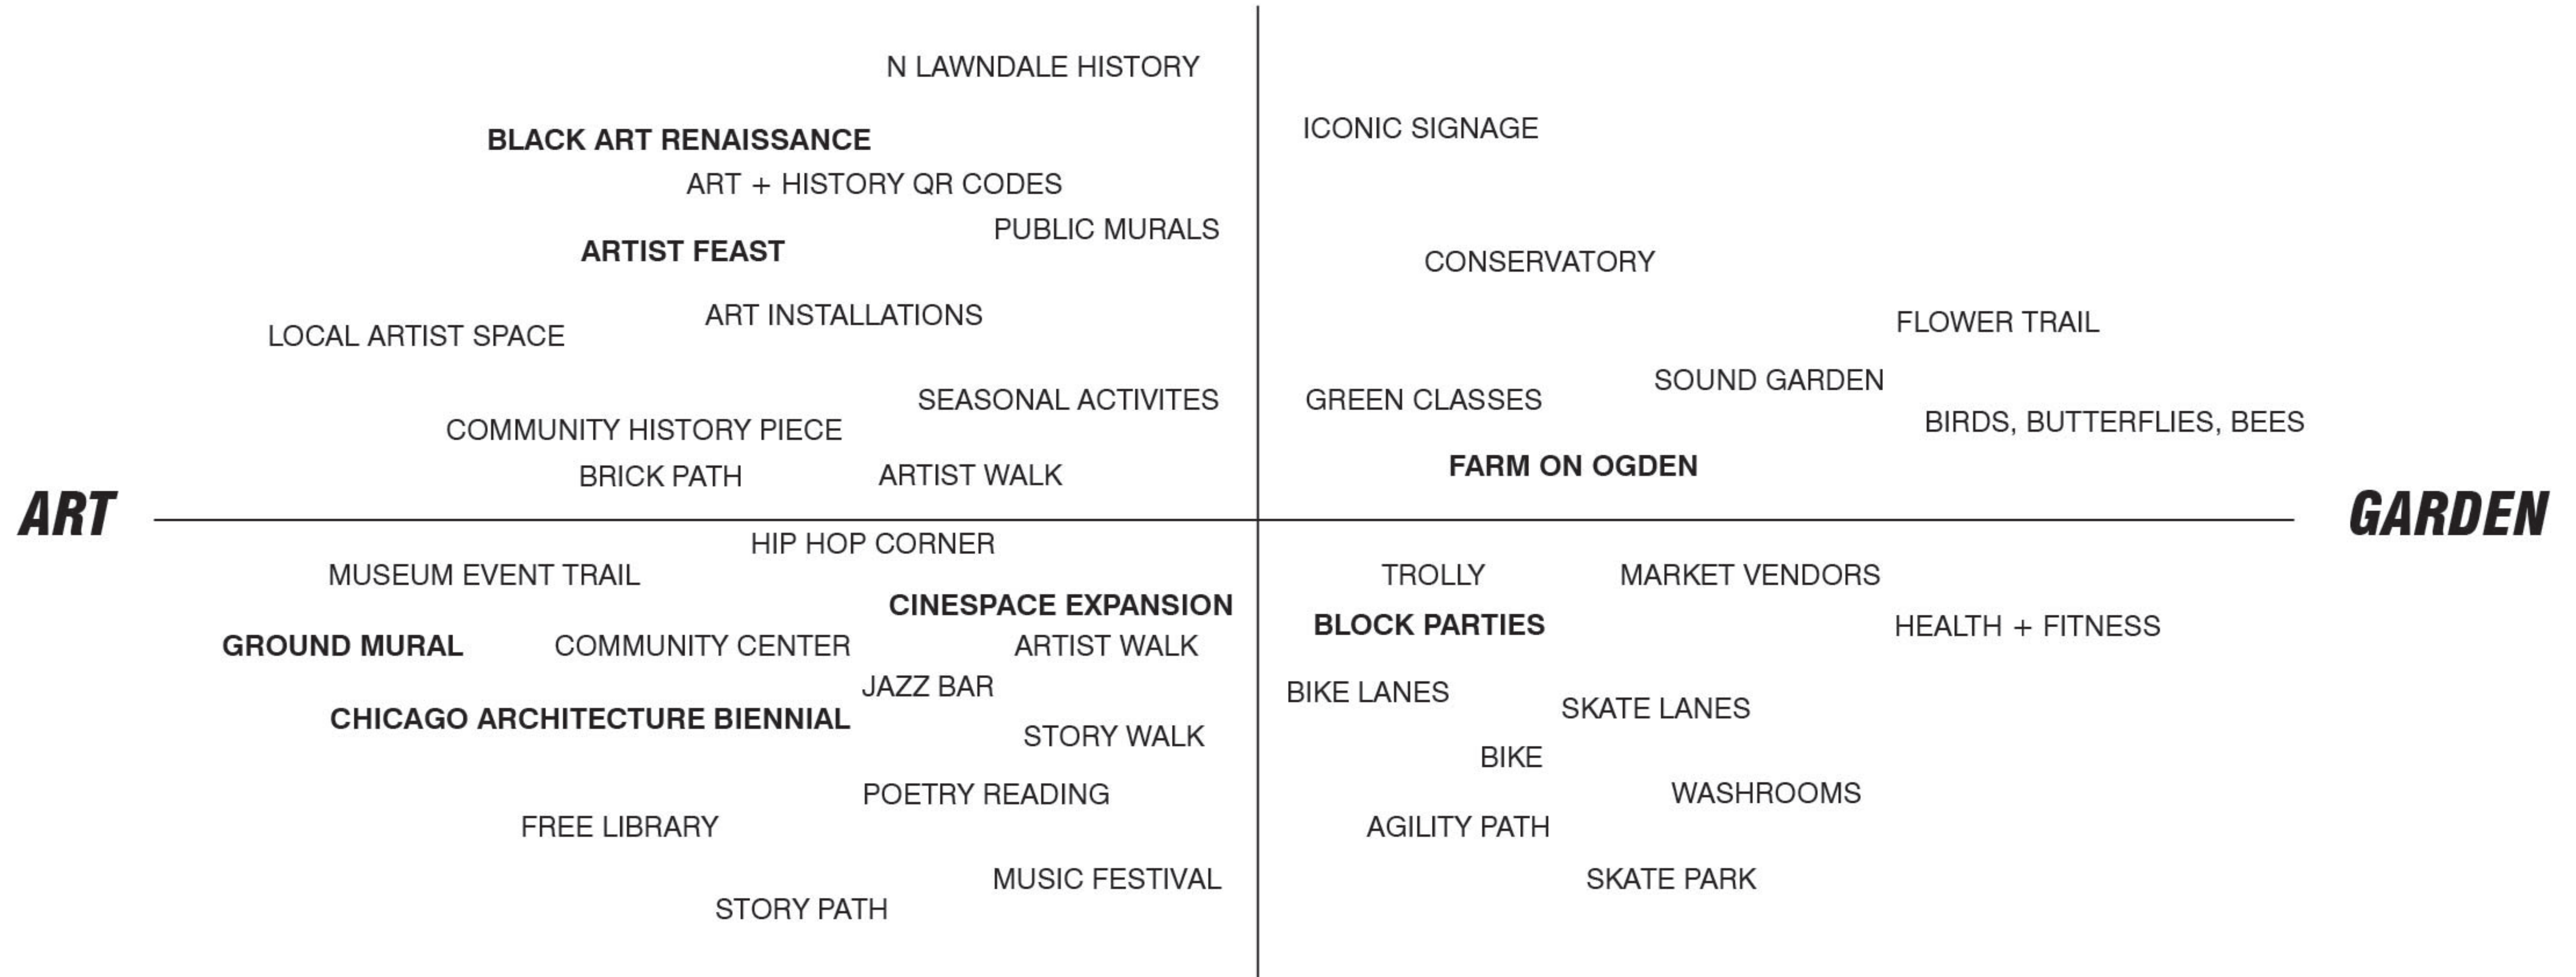 N LAWNDALE HISTORY
ICONIC SIGNAGE
BLACK ART RENAISSANCE
ART + HISTORY QR CODES
PUBLIC MURALS
ARTIST FEAST
CONSERVATORY
ART INSTALLATIONS
FLOWER TRAIL
LOCAL ARTIST SPACE
SOUND GARDEN
SEASONAL ACTIVITES
GREEN CLASSES
BIRDS, BUTTERFLIES, BEES
COMMUNITY HISTORY PIECE
FARM ON OGDEN
BRICK PATH
ARTIST WALK
ART
GARDEN
HIP HOP CORNER
MUSEUM EVENT TRAIL
TROLLY
MARKET VENDORS
CINESPACE EXPANSION
BLOCK PARTIES
HEALTH + FITNESS
GROUND MURAL
COMMUNITY CENTER
ARTIST WALK
JAZZ BAR
BIKE LANES
SKATE LANES
CHICAGO ARCHITECTURE BIENNIAL
STORY WALK
BIKE
POETRY READING
WASHROOMS
FREE LIBRARY
AGILITY PATH
MUSIC FESTIVAL
SKATE PARK
STORY PATH